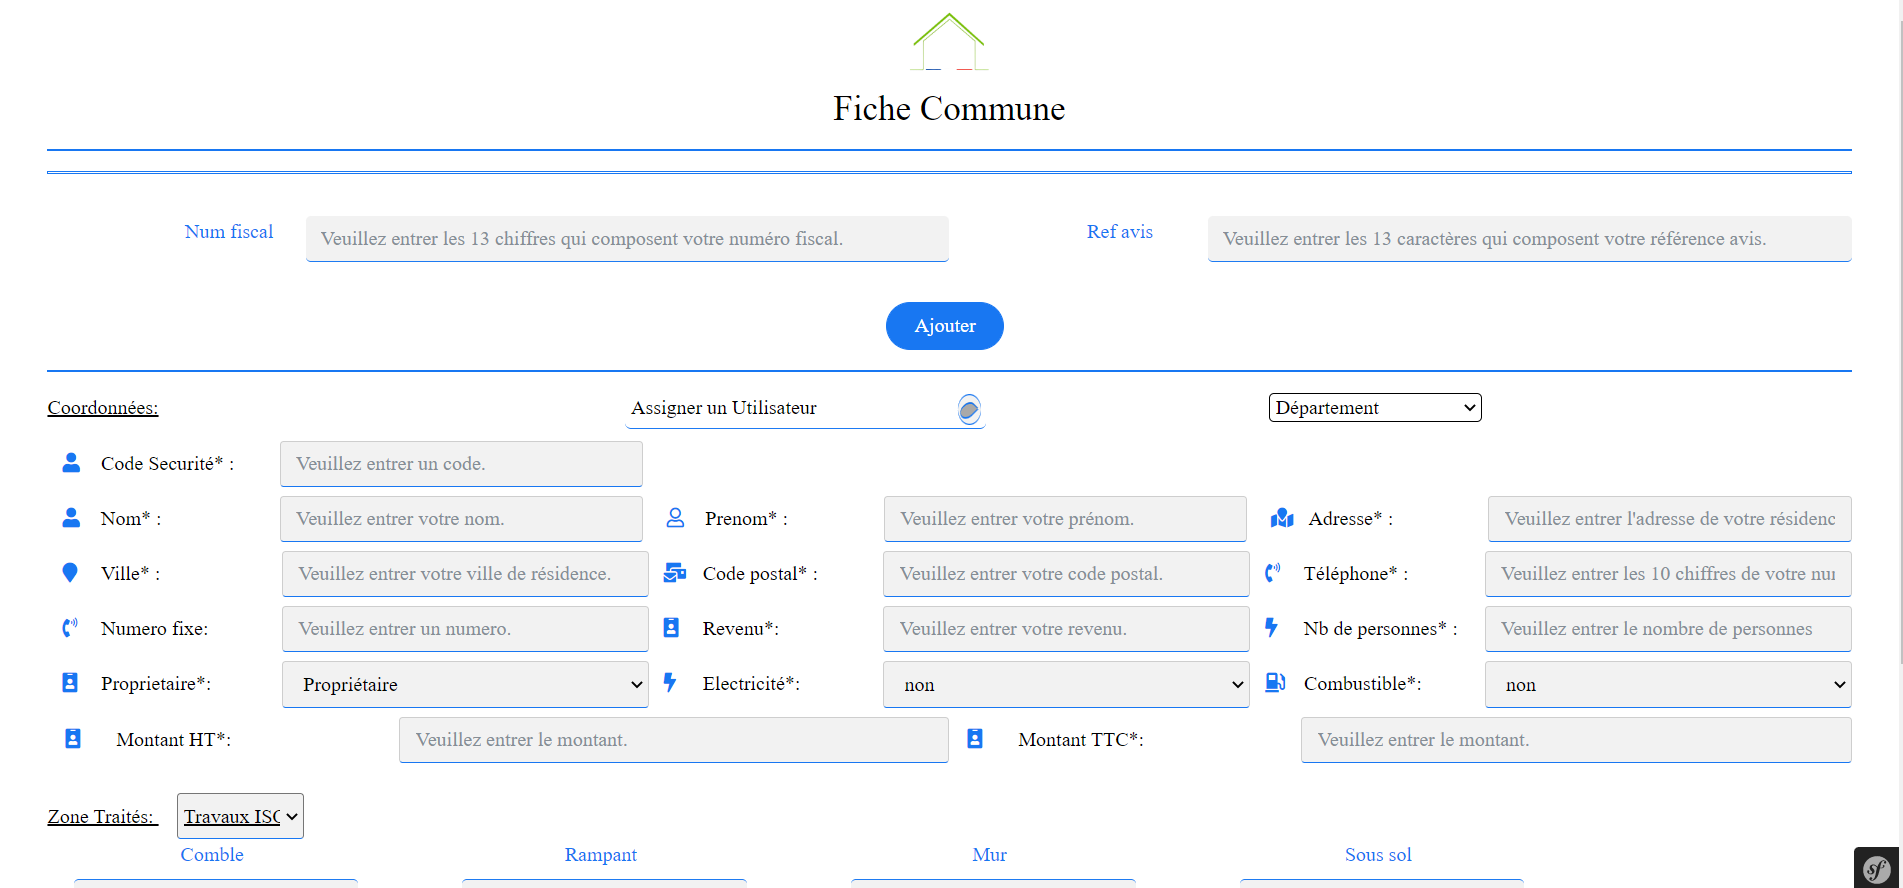 Fiche Commune
Num fiscal Veuillez entrer les 13 chiffres qui composent votre numéro fiscal. Ref avis Veuillez entrer les 13 caractères qui composent votre référence avis.
Ajouter
Coordonnées: Assigner un Utilisateur Département
Code Securité* : Veuillez entrer un code.
Nom* : Veuillez entrer votre nom. Prenom* : Veuillez entrer votre prénom. Adresse* : Veuillez entrer l'adresse de votre résidenc
Ville* : Veuillez entrer votre ville de résidence. Code postal* : Veuillez entrer votre code postal. Téléphone* : Veuillez entrer les 10 chiffres de votre nu
Numero fixe: Veuillez entrer un numero. Revenu*: Veuillez entrer votre revenu. Nb de personnes* : Veuillez entrer le nombre de personnes
Proprietaire*: Propriétaire Electricité*: non Combustible*: non
Montant HT*: Veuillez entrer le montant. Montant TTC*: Veuillez entrer le montant.
Zone Traités: Travaux ISO
Comble Rampant Mur Sous sol
sf